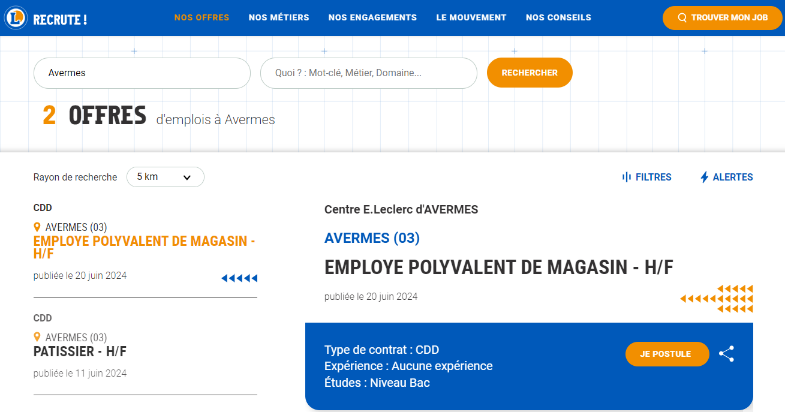 L RECRUTE !
NOS OFFRES
NOS MÉTIERS
NOS ENGAGEMENTS
LE MOUVEMENT
NOS CONSEILS
TROUVER MON JOB
Avermes
Quoi ? : Mot-clé, Métier, Domaine...
RECHERCHER
2 OFFRES d'emplois à Avermes
Rayon de recherche
5 km
FILTRES
ALERTES
CDD
AVERMES (03)
EMPLOYE POLYVALENT DE MAGASIN -
H/F
publiée le 20 juin 2024
CDD
AVERMES (03)
PATISSIER - H/F
publiée le 11 juin 2024
Centre E.Leclerc d'AVERMES
AVERMES (03)
EMPLOYE POLYVALENT DE MAGASIN - H/F
publiée le 20 juin 2024
Type de contrat : CDD
Expérience : Aucune expérience
Études : Niveau Bac
JE POSTULE